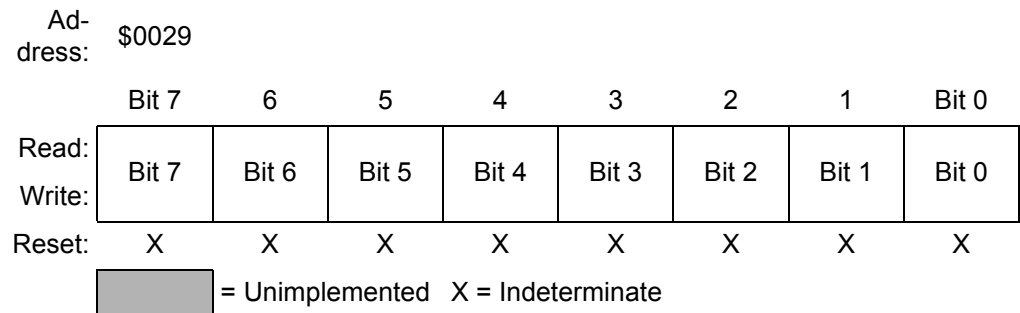 Ad-
dress: $0029
Bit 7 6 5 4 3 2 1 Bit 0
Read:
Bit 7 Bit 6 Bit 5 Bit 4 Bit 3 Bit 2 Bit 1 Bit 0
Write:
Reset: X X X X X X X X
= Unimplemented X = Indeterminate